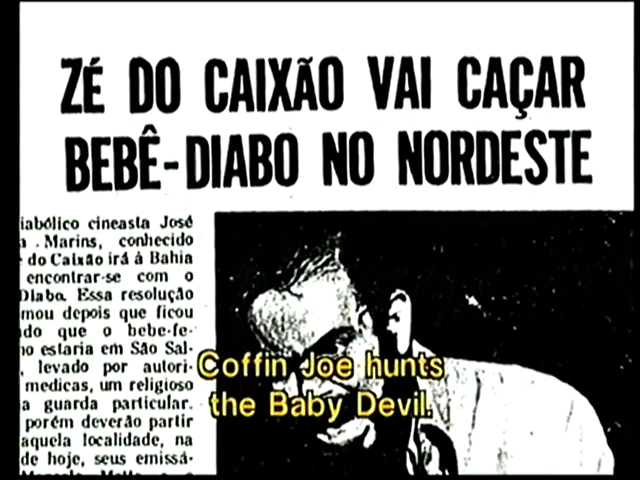 ZÉ DO CAIXÃO VAI CAÇAR
BEBÊ-DIABO NO NORDESTE
iabólico cineasta José
a . Marins, conhecido
do Caixão irá à Bahia
encontrar-se com o
Diabo. Essa resolução
mou depois que ficou
do que o bebe-fe-
o estaria em São Sal-
, levado por autori-
medicas, um religioso
a guarda particular.
porém deverão partir
aquela localidade, na
de hoje, seus emissá-
Coffin Joe hunts
the Baby Devil.